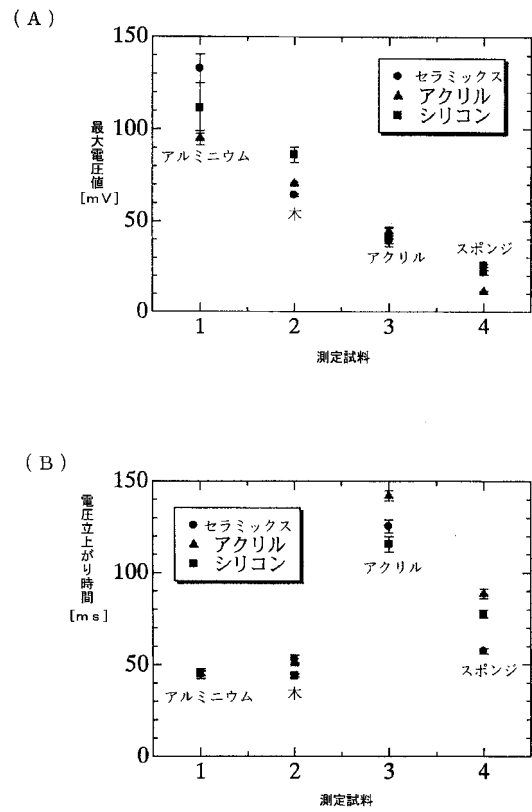 (A)
150
セラミックス
アクリル
シリコン
100
最大電圧値
[mV]
アルミニウム
木
50
スポンジ
アクリル
0
1 2 3 4
測定試料
(B)
150
セラミックス
アクリル
シリコン
電圧立上がり時間
[ms]
アクリル
100
スポンジ
50
アルミニウム
木
0
1 2 3 4
測定試料